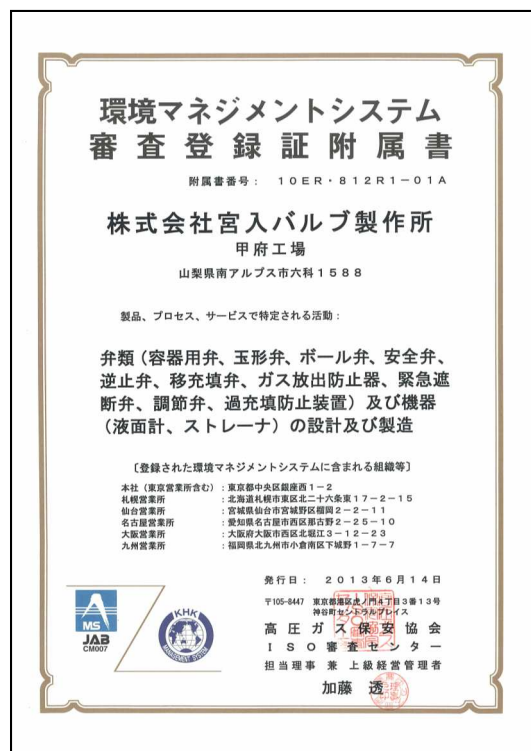 環境マネジメントシステム
審査登録証附属書
附属書番号： １０ＥＲ・８１２Ｒ１－０１Ａ
株式会社宮入バルブ製作所
甲府工場
山梨県南アルプス市六科１５８８
製品、プロセス、サービスで特定される活動：
弁類（容器用弁、玉形弁、ボール弁、安全弁、
逆止弁、移充填弁、ガス放出防止器、緊急遮
断弁、調節弁、過充填防止装置）及び機器
（液面計、ストレーナ）の設計及び製造
〔登録された環境マネジメントシステムに含まれる組織等〕
本社（東京営業所含む）：東京都中央区銀座西１－２
札幌営業所 ：北海道札幌市東区北二十六条東１７－２－１５
仙台営業所 ：宮城県仙台市宮城野区榴岡２－２－１１
名古屋営業所 ：愛知県名古屋市西区那古野２－２５－１０
大阪営業所 ：大阪府大阪市西区北堀江３－１２－２３
九州営業所 ：福岡県北九州市小倉南区下城野１－７－７
発行日： ２０１３年６月１４日
〒105-8447 東京都港区虎ノ門４丁目３番１３号
神谷町セントラルプレイス
高圧ガス保安協会
ＩＳＯ審査センター
担当理事 兼 上級経営管理者
加藤 透
MS
JAB
CM007
KHK
MANAGEMENT SYSTEM